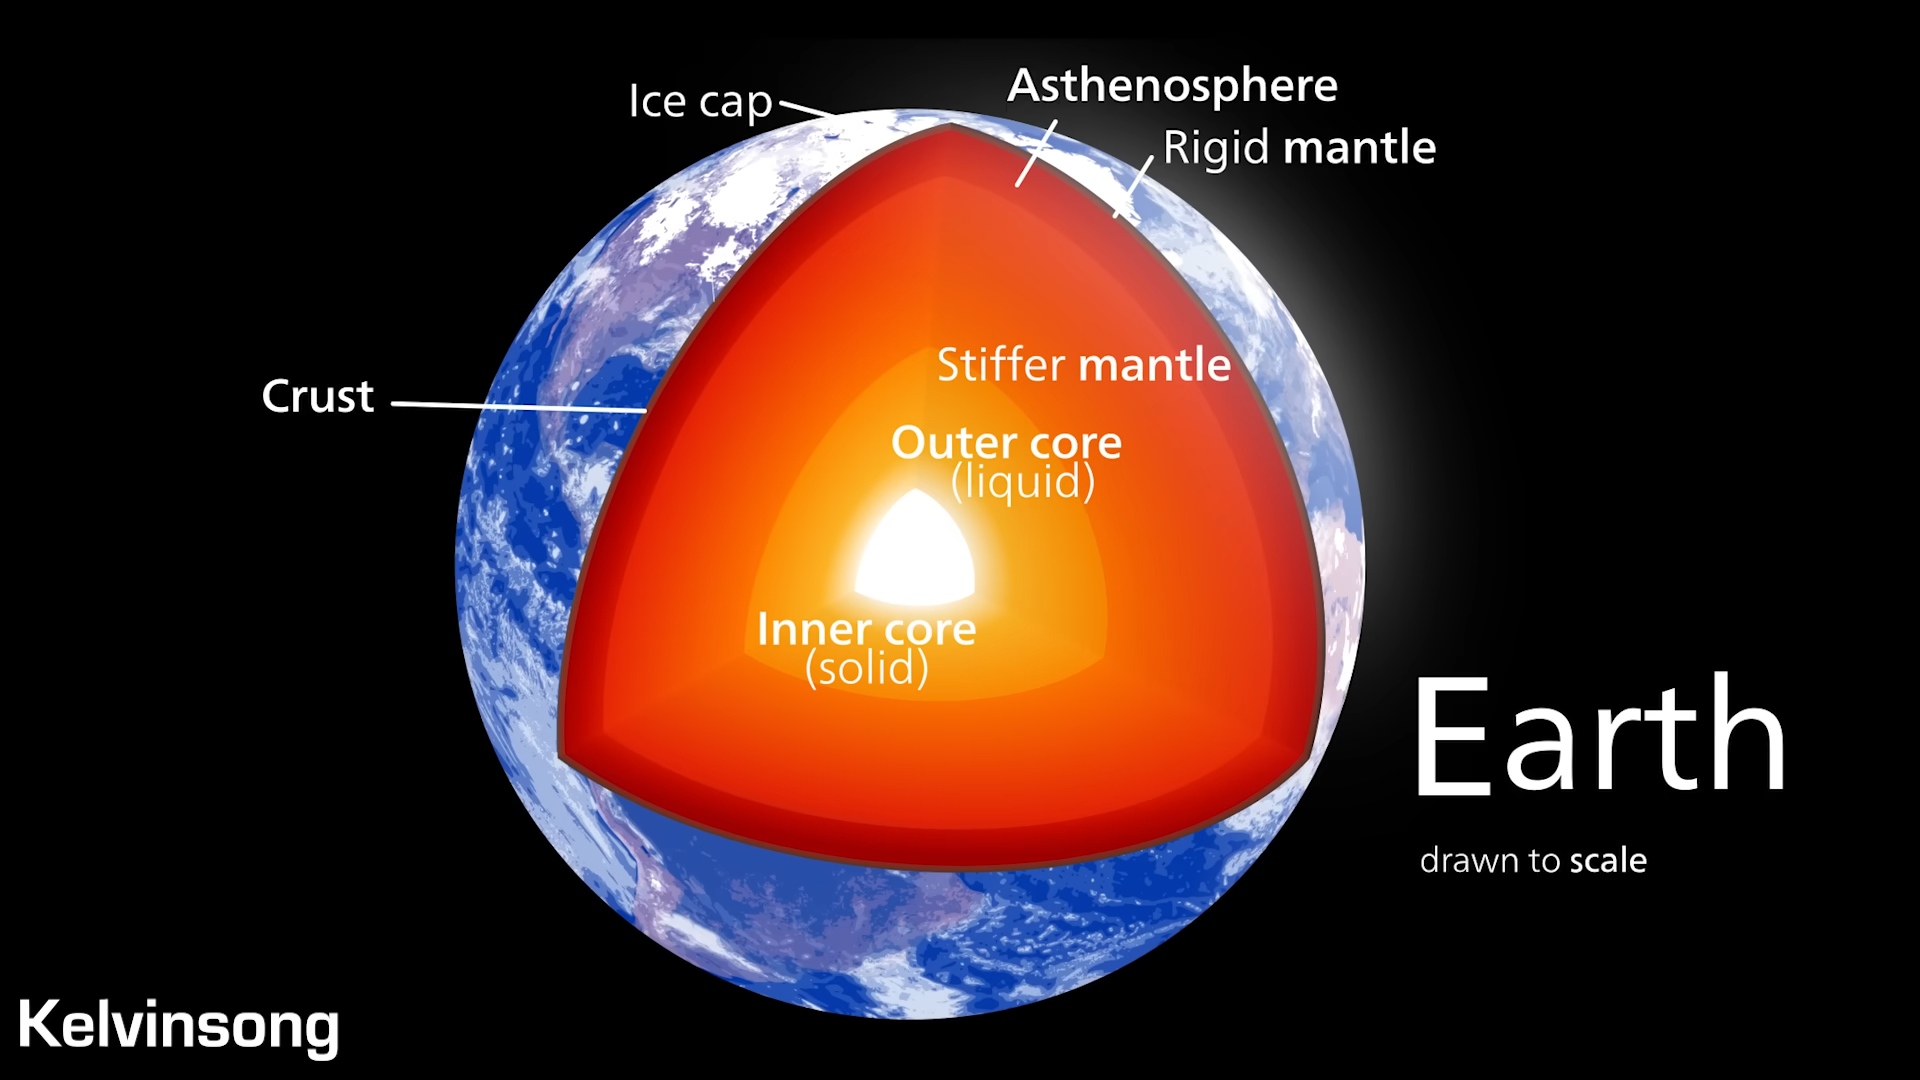 Ice cap
Asthenosphere
Rigid mantle
Stiffer mantle
Crust
Outer core
(liquid)
Inner core
(solid)
Earth
drawn to scale
Kelvinsong